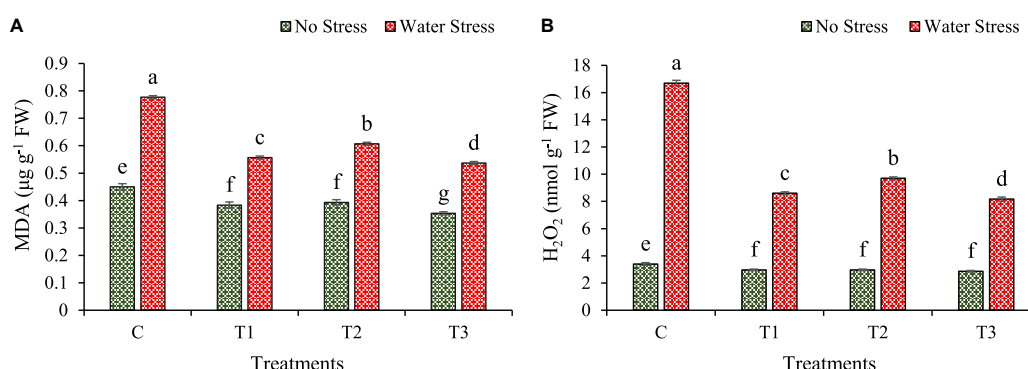 A
No Stress Water Stress
MDA (µg g-1 FW)
0.9
0.8
0.7
0.6
0.5
0.4
0.3
0.2
0.1
0
e a f c f b g d
C T1 T2 T3
Treatments
B
No Stress Water Stress
H2O2 (nmol g-1 FW)
18
16
14
12
10
8
6
4
2
0
e a f c f b f d
C T1 T2 T3
Treatments